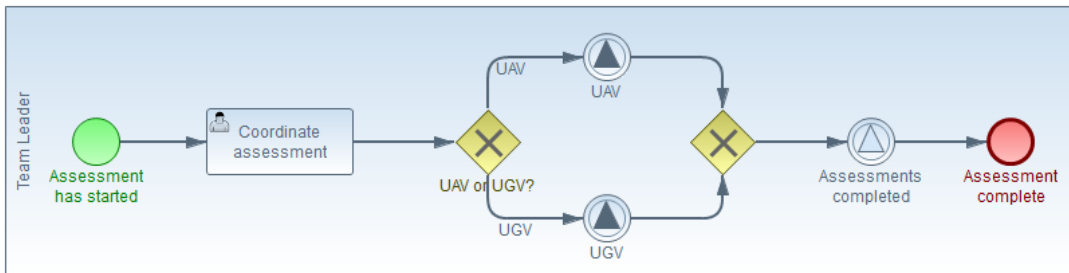 Team Leader
Assessment
has started
Coordinate
assessment
UAV or UGV?
UAV
UAV
UGV
UGV
Assessments
completed
Assessment
complete